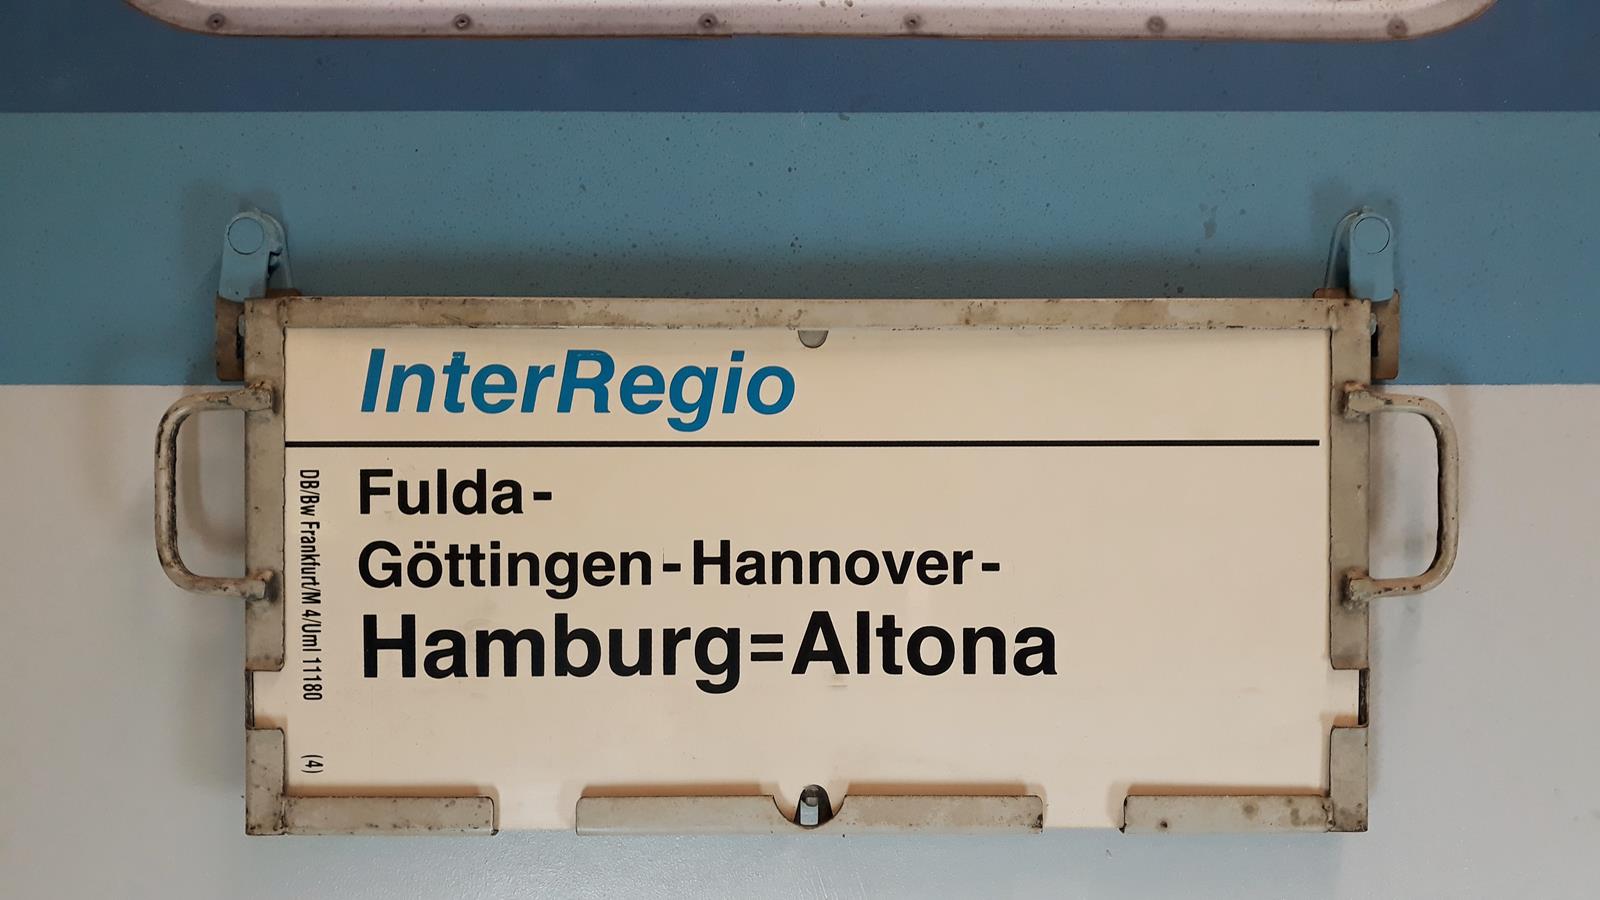 InterRegio
Fulda-
Göttingen-Hannover-
Hamburg=Altona
DB/Bw Frankfurt/M 4/Uml 11180 (4)